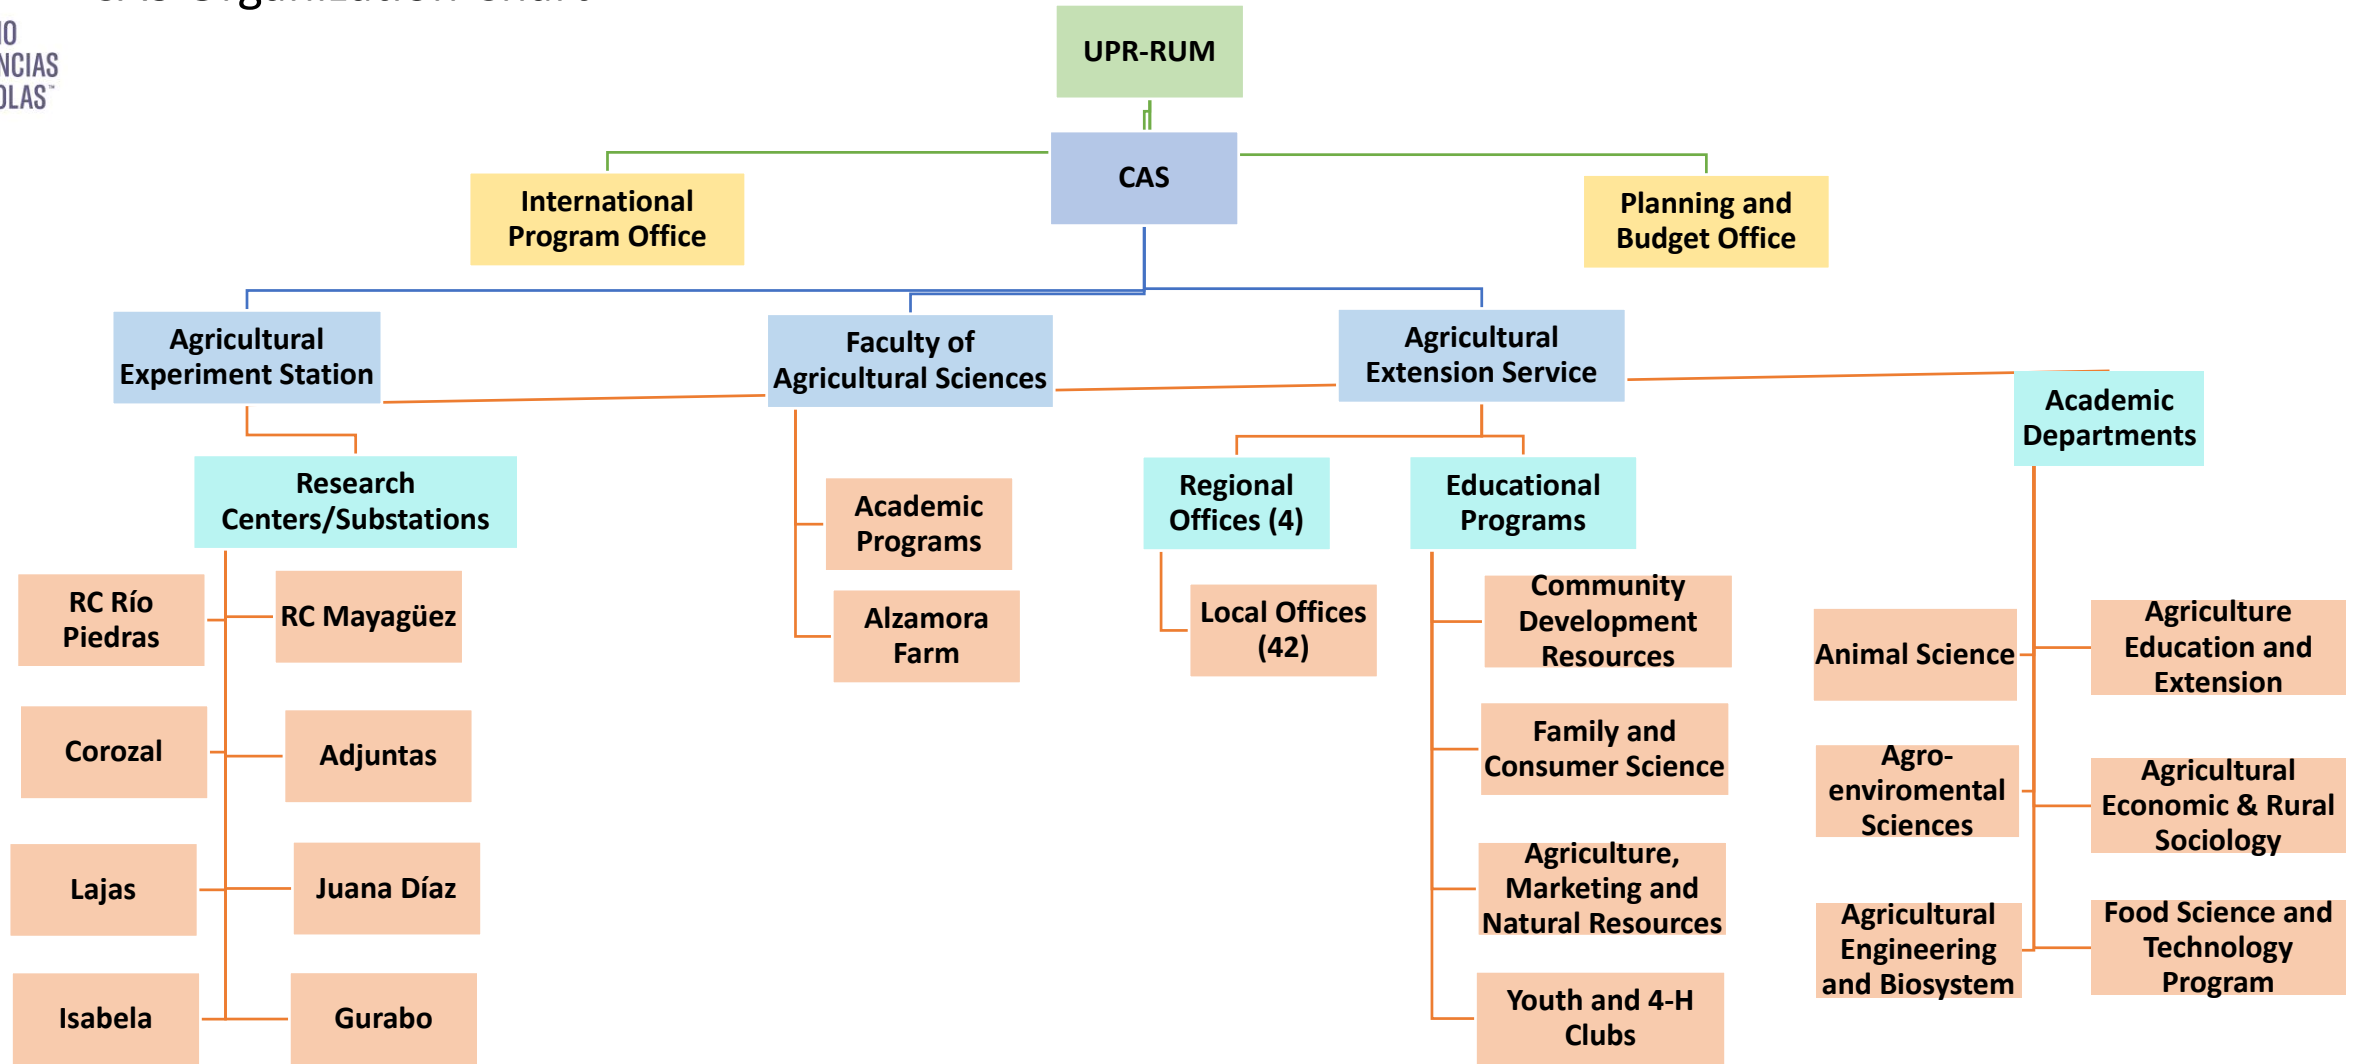 UPR-RUM
CAS
International
Program Office
Planning and
Budget Office
Agricultural
Experiment Station
Faculty of
Agricultural Sciences
Agricultural
Extension Service
Academic
Departments
Research
Centers/Substations
Academic
Programs
Alzamora
Farm
Regional
Offices (4)
Local Offices
(42)
Educational
Programs
RC Río
Piedras
RC Mayagüez
Corozal
Adjuntas
Lajas
Juana Díaz
Isabela
Gurabo
Community
Development
Resources
Family and
Consumer Science
Agriculture,
Marketing and
Natural Resources
Youth and 4-H
Clubs
Animal Science
Agriculture
Education and
Extension
Agro-
enviromental
Sciences
Agricultural
Economic & Rural
Sociology
Agricultural
Engineering
and Biosystem
Food Science and
Technology
Program